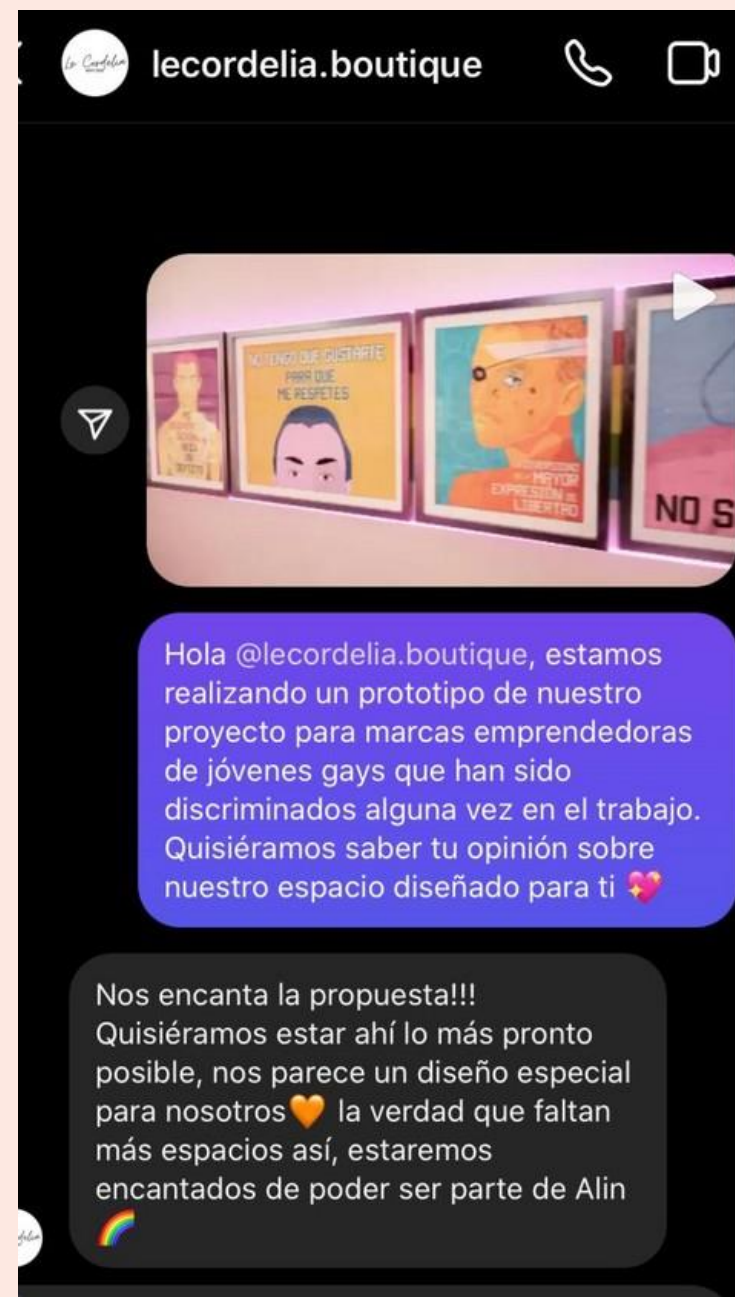 Le Cordelia
lecordelia.boutique
NO TENGO QUE GUSTARTE
PARA QUE
ME RESPETES
MAYOR
EXPRESIÓN DE
LIBERTAD
NO S
Hola @lecordelia.boutique, estamos
realizando un prototipo de nuestro
proyecto para marcas emprendedoras
de jóvenes gays que han sido
discriminados alguna vez en el trabajo.
Quisiéramos saber tu opinión sobre
nuestro espacio diseñado para ti 💖
Nos encanta la propuesta!!!
Quisiéramos estar ahí lo más pronto
posible, nos parece un diseño especial
para nosotros🧡 la verdad que faltan
más espacios así, estaremos
encantados de poder ser parte de Alin
🌈